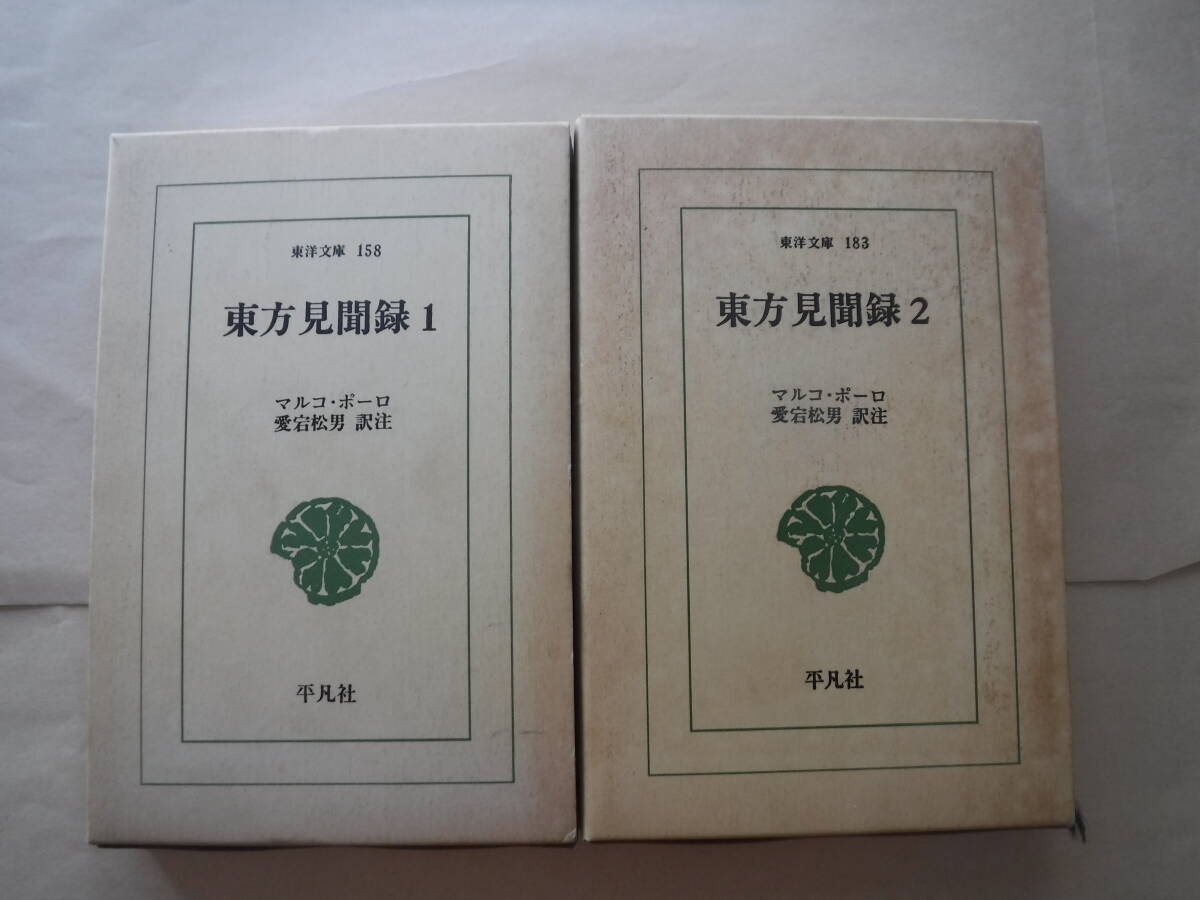 東洋文庫 158
東方見聞録 1
マルコ・ポーロ
愛宕松男 訳注
平凡社
東洋文庫 183
東方見聞録 2
マルコ・ポーロ
愛宕松男 訳注
平凡社